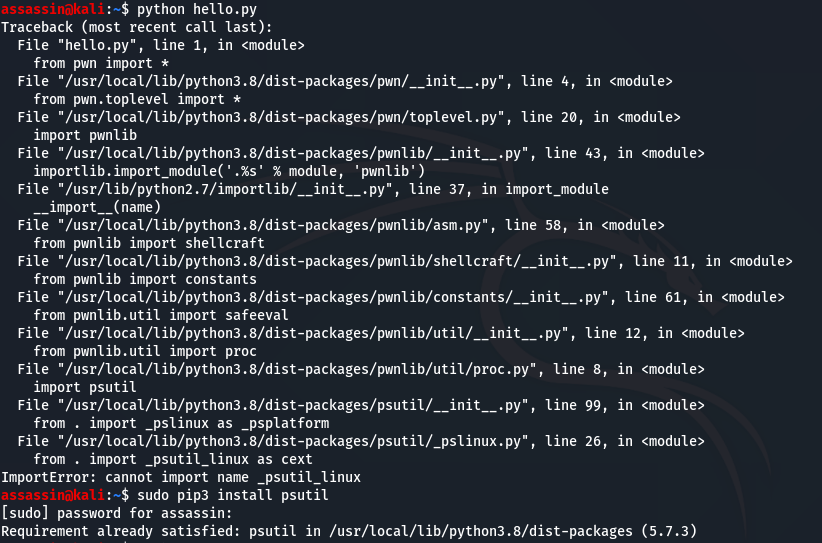 assassin@kali:~$ python hello.py
Traceback (most recent call last):
  File "hello.py", line 1, in <module>
    from pwn import *
  File "/usr/local/lib/python3.8/dist-packages/pwn/__init__.py", line 4, in <module>
    from pwn.toplevel import *
  File "/usr/local/lib/python3.8/dist-packages/pwn/toplevel.py", line 20, in <module>
    import pwnlib
  File "/usr/local/lib/python3.8/dist-packages/pwnlib/__init__.py", line 43, in <module>
    importlib.import_module('.%s' % module, 'pwnlib')
  File "/usr/lib/python2.7/importlib/__init__.py", line 37, in import_module
    __import__(name)
  File "/usr/local/lib/python3.8/dist-packages/pwnlib/asm.py", line 58, in <module>
    from pwnlib import shellcraft
  File "/usr/local/lib/python3.8/dist-packages/pwnlib/shellcraft/__init__.py", line 11, in <module>
    from pwnlib import constants
  File "/usr/local/lib/python3.8/dist-packages/pwnlib/constants/__init__.py", line 61, in <module>
    from pwnlib.util import safeeval
  File "/usr/local/lib/python3.8/dist-packages/pwnlib/util/__init__.py", line 12, in <module>
    from pwnlib.util import proc
  File "/usr/local/lib/python3.8/dist-packages/pwnlib/util/proc.py", line 8, in <module>
    import psutil
  File "/usr/local/lib/python3.8/dist-packages/psutil/__init__.py", line 99, in <module>
    from . import _pslinux as _psplatform
  File "/usr/local/lib/python3.8/dist-packages/psutil/_pslinux.py", line 26, in <module>
    from . import _psutil_linux as cext
ImportError: cannot import name _psutil_linux
assassin@kali:~$ sudo pip3 install psutil
[sudo] password for assassin:
Requirement already satisfied: psutil in /usr/local/lib/python3.8/dist-packages (5.7.3)